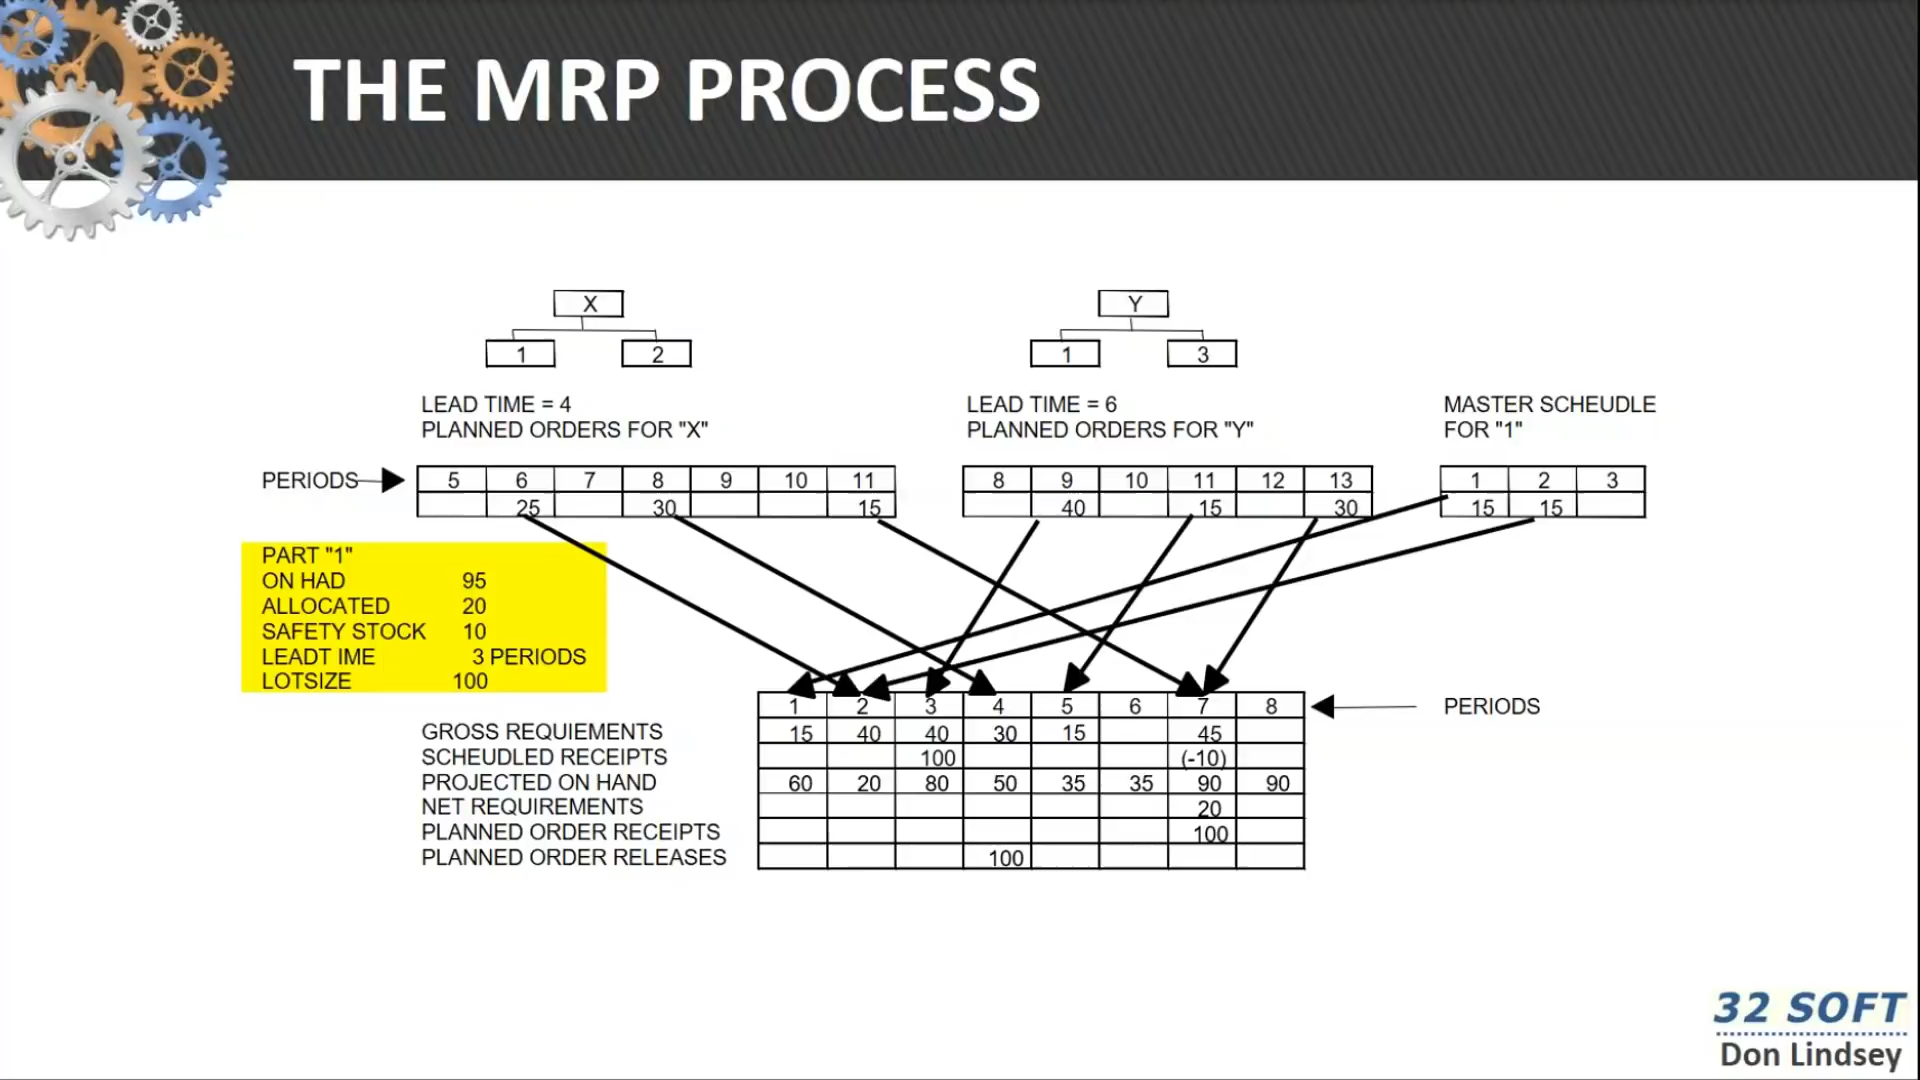 THE MRP PROCESS
X
1 2
LEAD TIME = 4
PLANNED ORDERS FOR "X"
Y
1 3
LEAD TIME = 6
PLANNED ORDERS FOR "Y"
MASTER SCHEUDLE
FOR "1"
PERIODS
5 6 7 8 9 10 11
25 30 15
8 9 10 11 12 13
40 15 30
1 2 3
15 15
PART "1"
ON HAD 95
ALLOCATED 20
SAFETY STOCK 10
LEADT IME 3 PERIODS
LOTSIZE 100
1 2 3 4 5 6 7 8 PERIODS
GROSS REQUIEMENTS 15 40 40 30 15 45
SCHEUDLED RECEIPTS 100 (-10)
PROJECTED ON HAND 60 20 80 50 35 35 90 90
NET REQUIREMENTS 20
PLANNED ORDER RECEIPTS 100
PLANNED ORDER RELEASES 100
32 SOFT
Don Lindsey